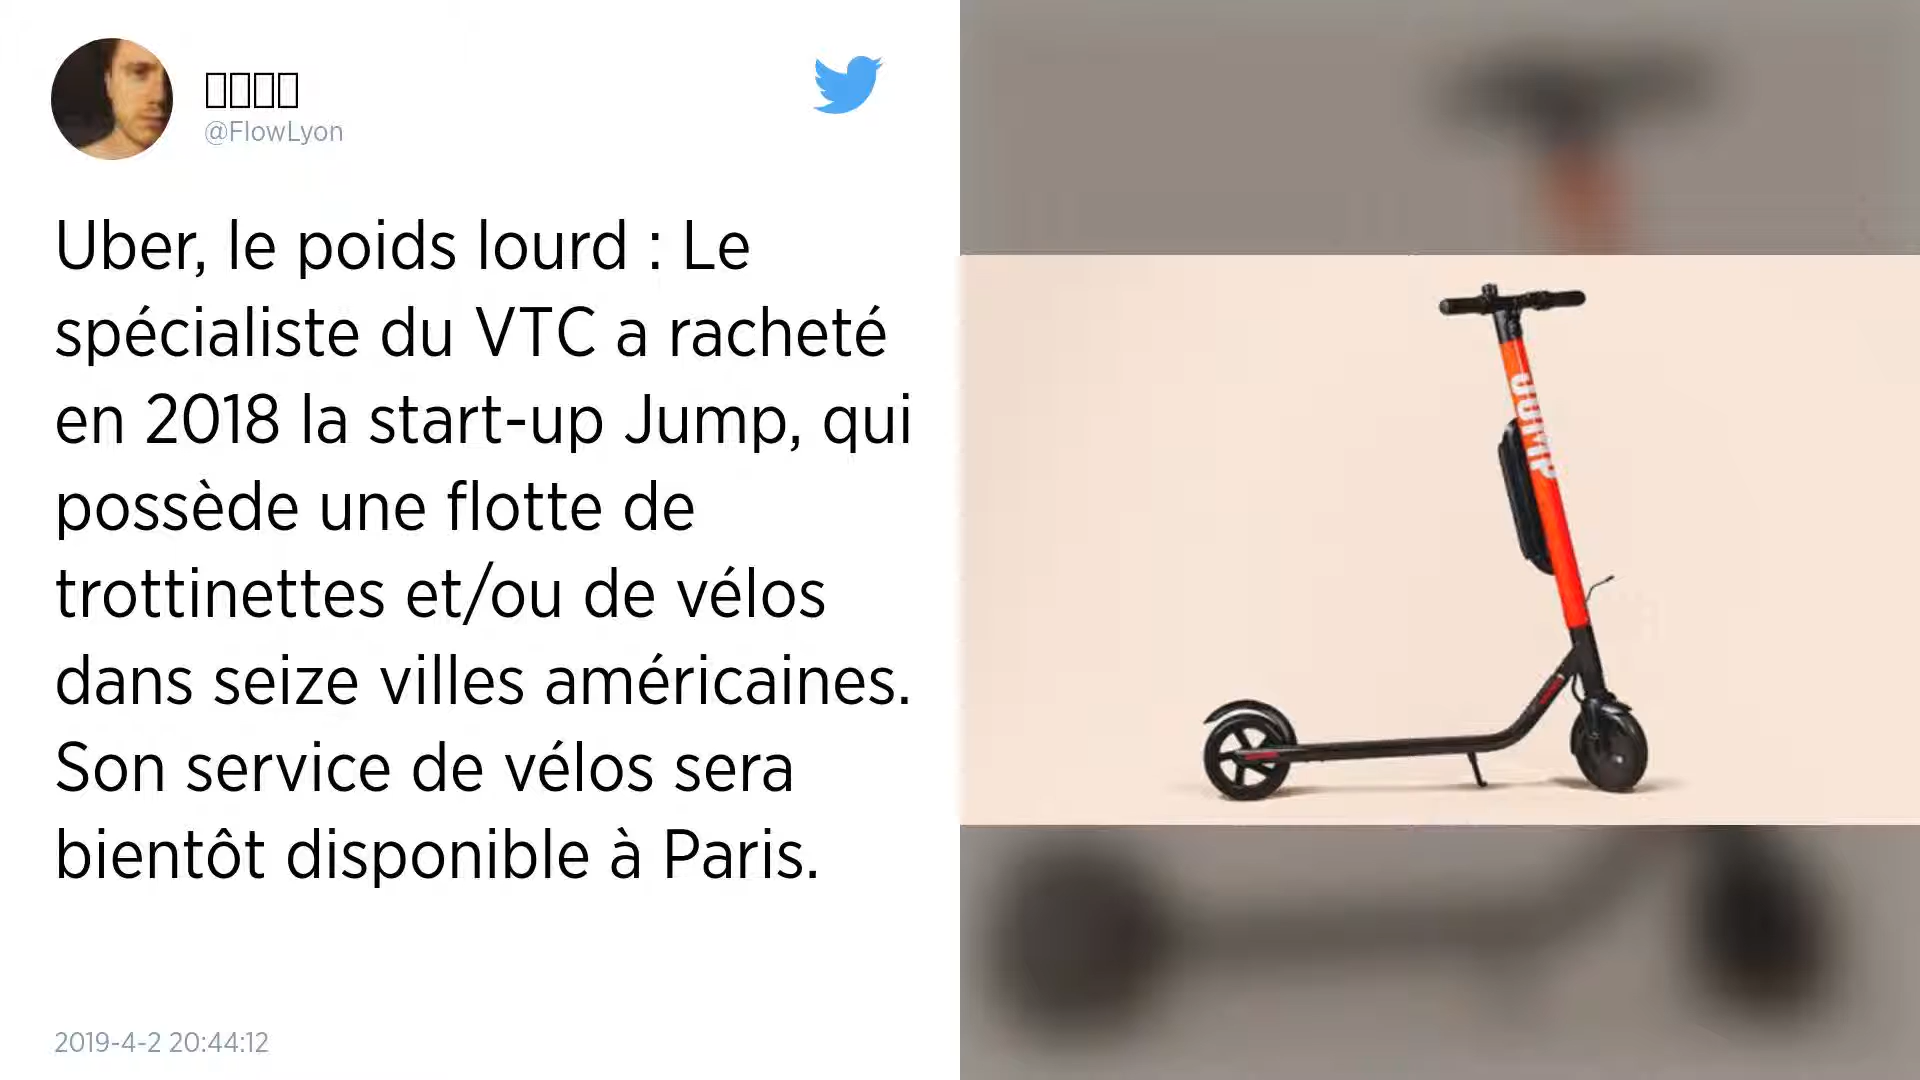 @FlowLyon
Uber, le poids lourd : Le
spécialiste du VTC a racheté
en 2018 la start-up Jump, qui
possède une flotte de
trottinettes et/ou de vélos
dans seize villes américaines.
Son service de vélos sera
bientôt disponible à Paris.
2019-4-2 20:44:12
JUMP